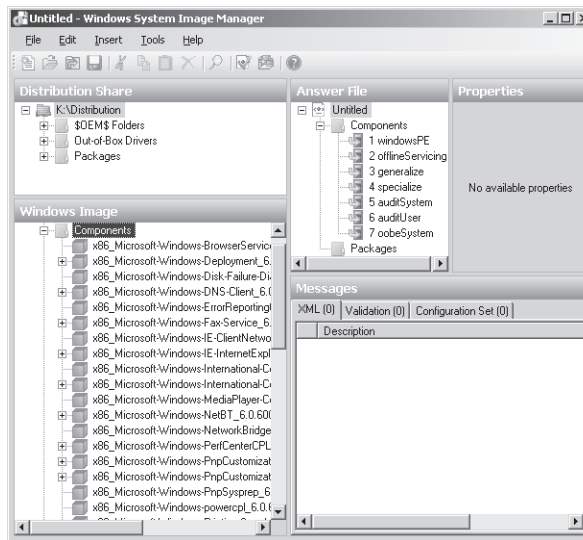 Untitled - Windows System Image Manager
File Edit Insert Tools Help
Distribution Share
K:\Distribution
$OEM$ Folders
Out-of-Box Drivers
Packages
Windows Image
Components
x86_Microsoft-Windows-BrowserService
x86_Microsoft-Windows-Deployment_6.
x86_Microsoft-Windows-Disk-Failure-Di
x86_Microsoft-Windows-DNS-Client_6.0
x86_Microsoft-Windows-ErrorReporting
x86_Microsoft-Windows-Fax-Service_6.
x86_Microsoft-Windows-IE-ClientNetwo
x86_Microsoft-Windows-IE-InternetExpl
x86_Microsoft-Windows-International-C
x86_Microsoft-Windows-International-C
x86_Microsoft-Windows-MediaPlayer-C
x86_Microsoft-Windows-NetBT_6.0.600
x86_Microsoft-Windows-NetworkBridge
x86_Microsoft-Windows-PerfCenterCPL
x86_Microsoft-Windows-PnpCustomizat
x86_Microsoft-Windows-PnpCustomizat
x86_Microsoft-Windows-PnpSysprep_6
x86_Microsoft-Windows-powercpl_6.0.6
Answer File
Untitled
Components
1 windowsPE
2 offlineServicing
3 generalize
4 specialize
5 auditSystem
6 auditUser
7 oobeSystem
Packages
Properties
No available properties
Messages
XML (0) Validation (0) Configuration Set (0)
Description